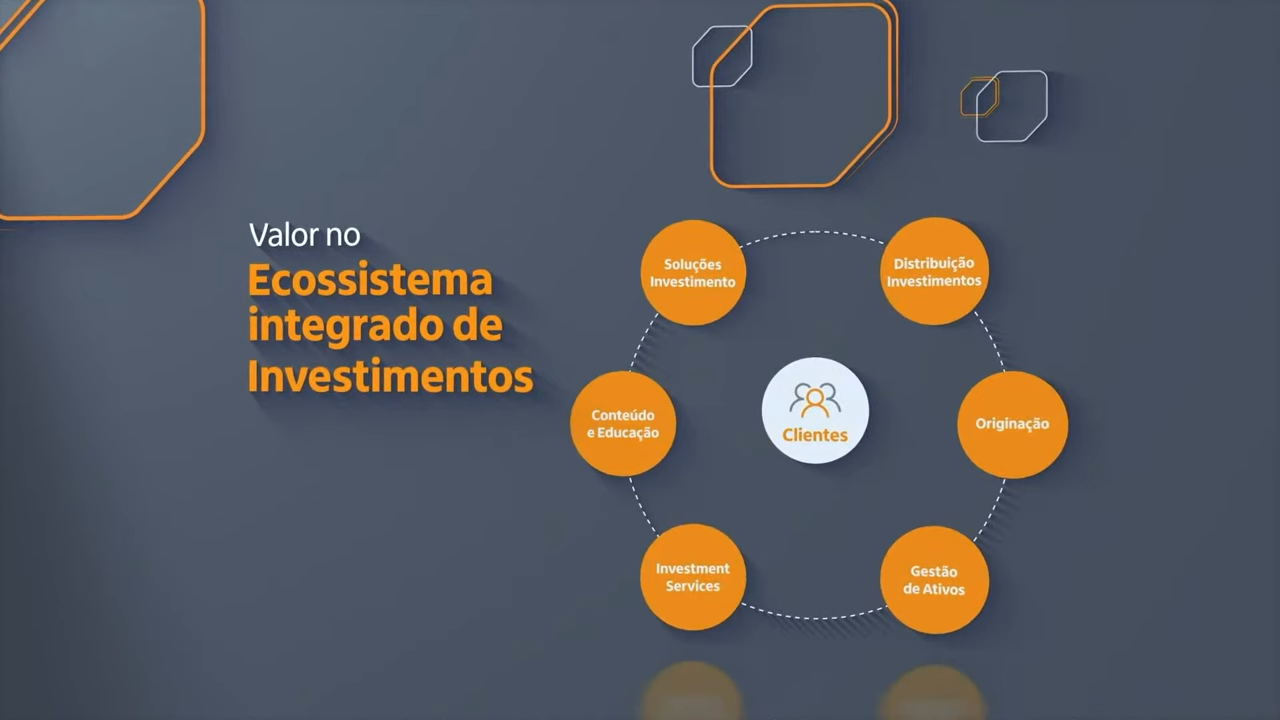 Valor no
Ecossistema
integrado de
Investimentos
Soluções
Investimento
Distribuição
Investimentos
Conteúdo
e Educação
Clientes
Originação
Investment
Services
Gestão
de Ativos